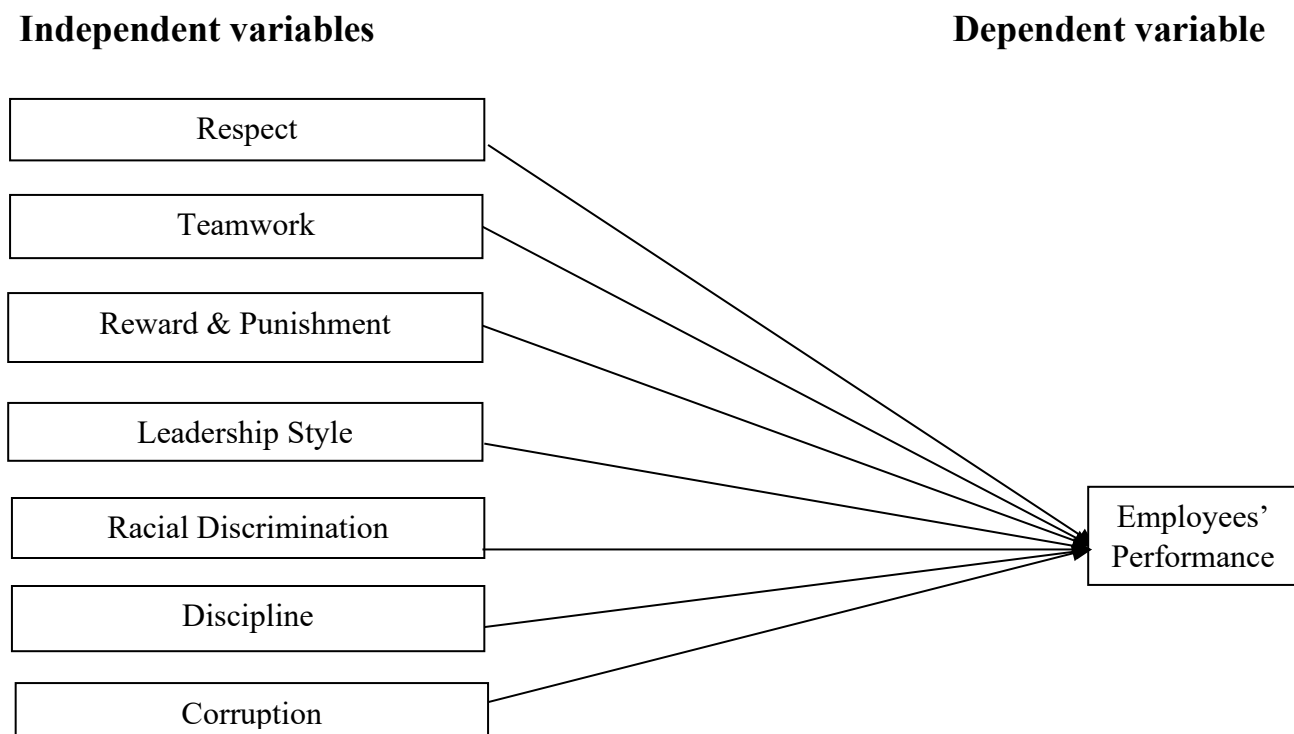 Independent variables
Dependent variable
Respect
Teamwork
Reward & Punishment
Leadership Style
Racial Discrimination
Employees’
Performance
Discipline
Corruption